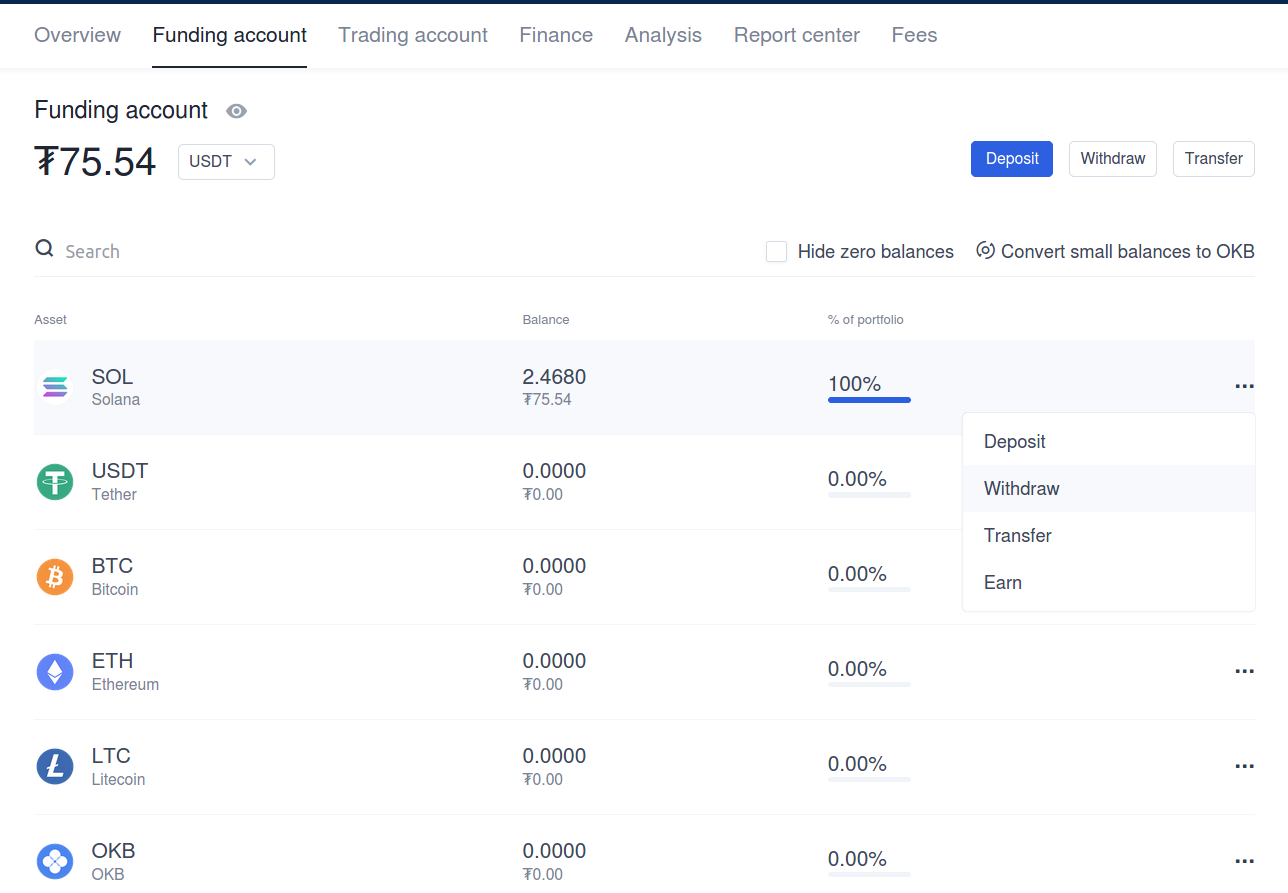 Overview Funding account Trading account Finance Analysis Report center Fees
Funding account
₮75.54 USDT Deposit Withdraw Transfer
Search Hide zero balances Convert small balances to OKB
Asset Balance % of portfolio
SOL 2.4680 100% ...
Solana ₮75.54
Deposit
USDT 0.0000 0.00%
Tether ₮0.00 Withdraw
Transfer
BTC 0.0000 0.00%
Bitcoin ₮0.00 Earn
ETH 0.0000 0.00% ...
Ethereum ₮0.00
LTC 0.0000 0.00% ...
Litecoin ₮0.00
OKB 0.0000 0.00% ...
OKB ₮0.00